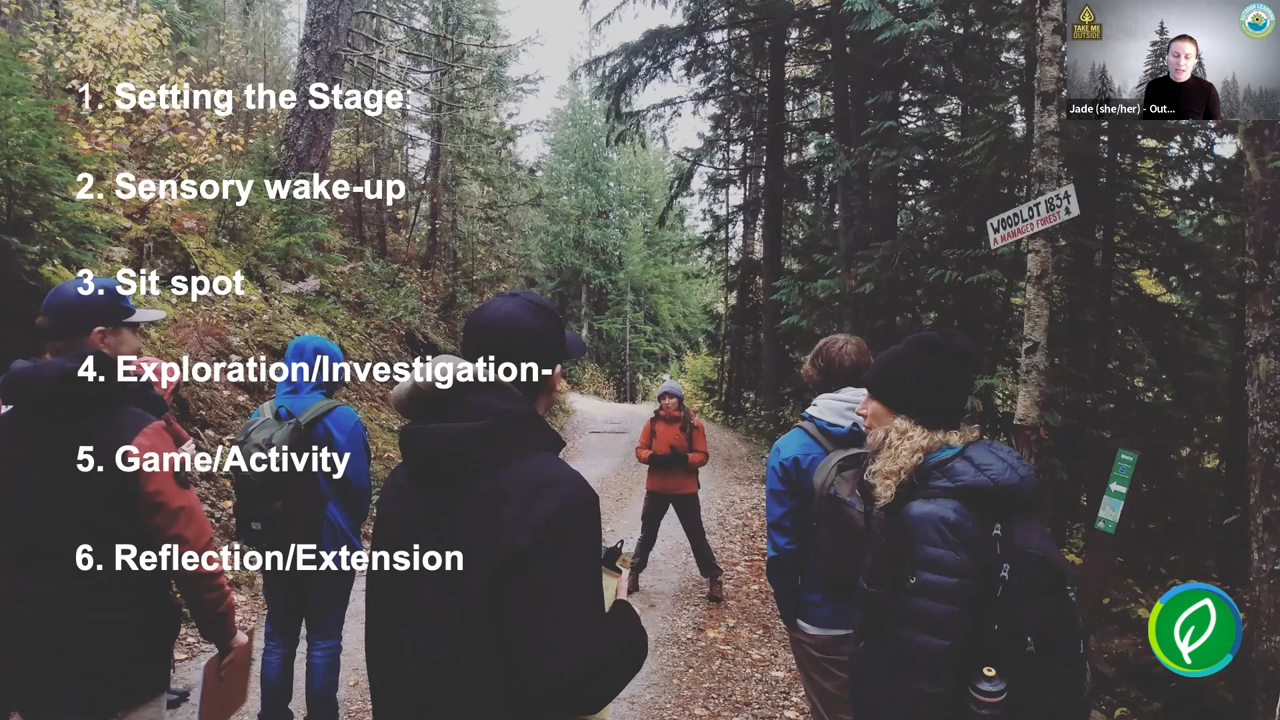 1. Setting the Stage:
2. Sensory wake-up
3. Sit spot
4. Exploration/Investigation-
5. Game/Activity
6. Reflection/Extension
TAKE ME
OUTSIDE
Jade (she/her) - Out...
WOODLOT 1834
A MANAGED FOREST